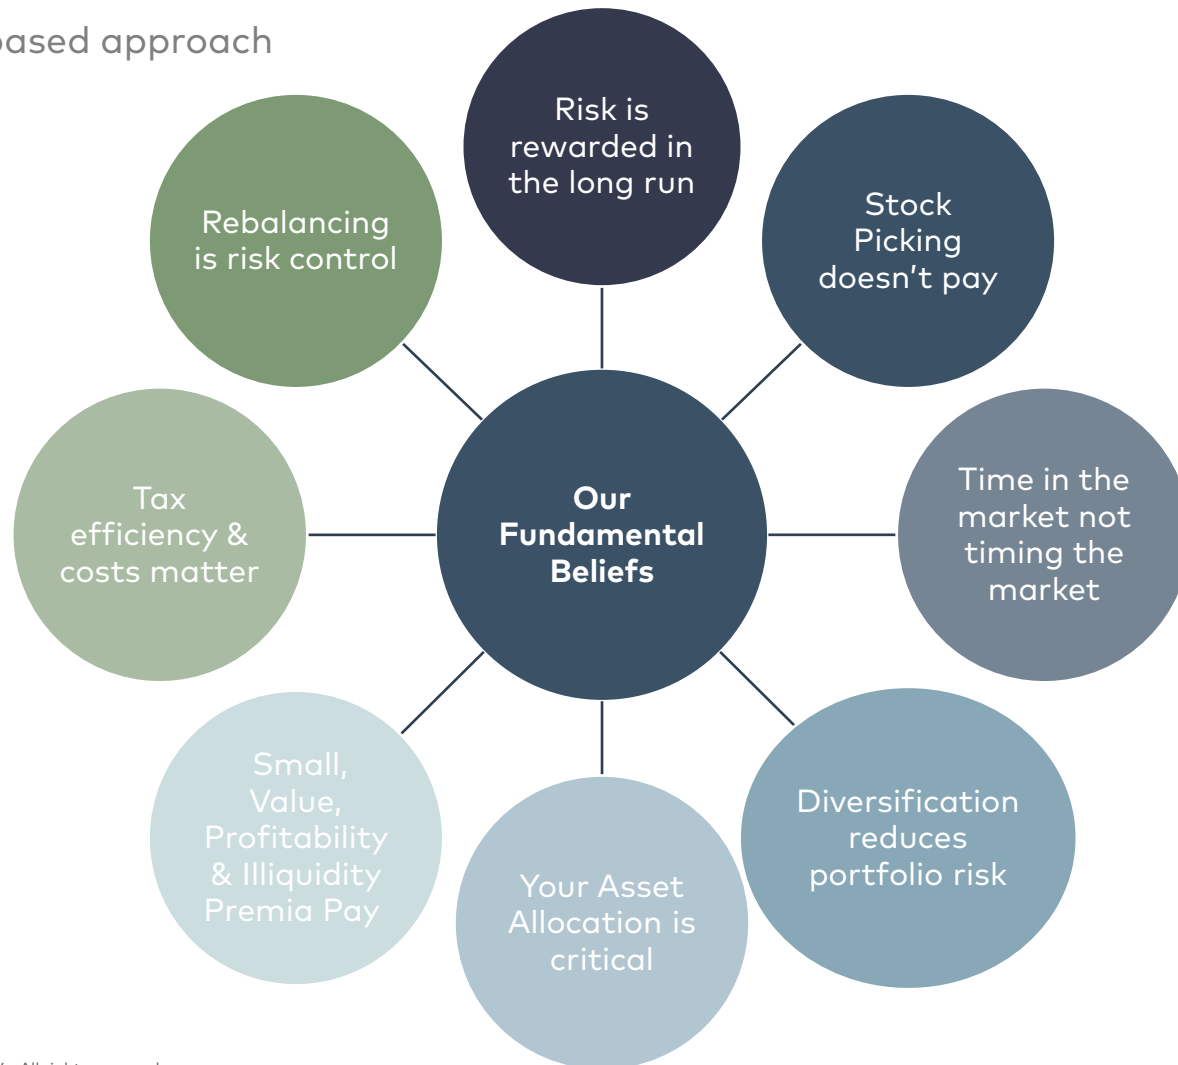 based approach
Risk is
rewarded in
the long run
Stock
Picking
doesn't pay
Time in the
market not
timing the
market
Diversification
reduces
portfolio risk
Your Asset
Allocation is
critical
Small,
Value,
Profitability
& Illiquidity
Premia Pay
Tax
efficiency &
costs matter
Rebalancing
is risk control
Our
Fundamental
Beliefs